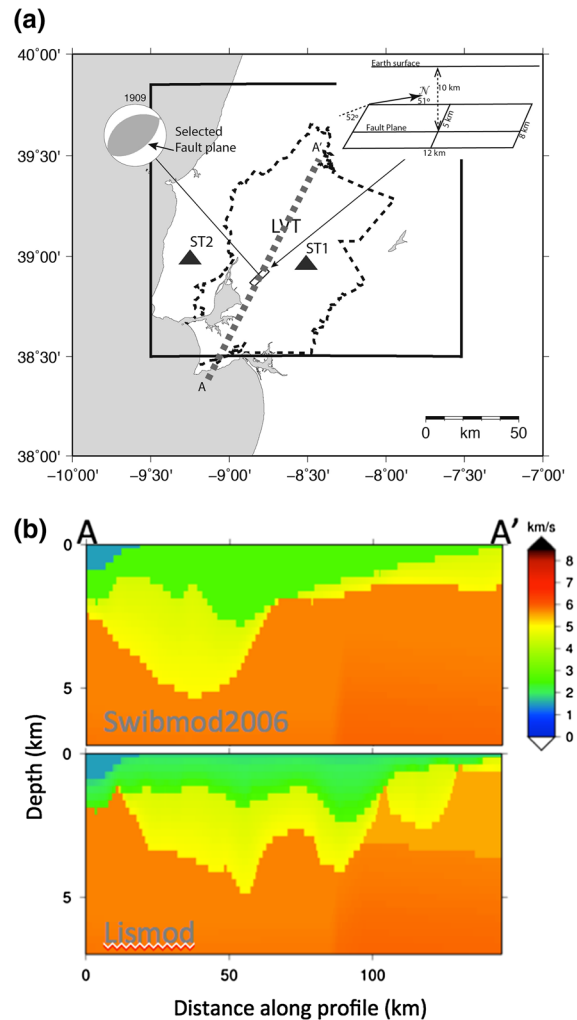 (a)
40°00'
39°30'
39°00'
38°30'
38°00'
−10°00' −9°30' −9°00' −8°30' −8°00' −7°30' −7°00'
1909
Selected
Fault plane
Earth surface
A
10 km
N
51º
52º
5 km
8 km
Fault Plane
12 km
A'
LVT
ST2
ST1
A
0 km 50
(b)
A
A'
km/s
8
7
6
5
4
3
2
1
0
0
5
Swibmod2006
0
5
Lismod
Depth (km)
0 50 100
Distance along profile (km)